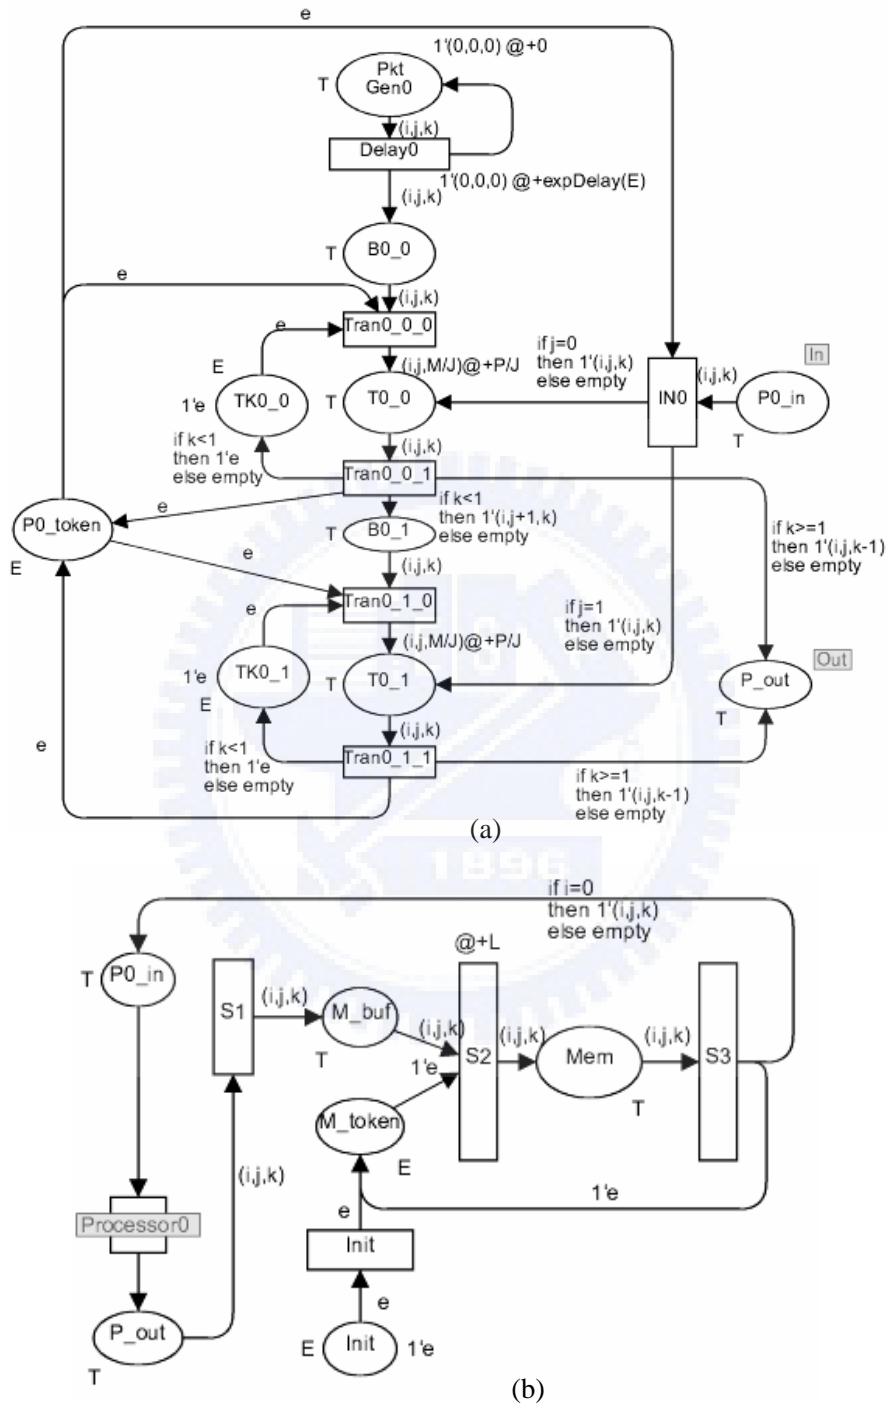 e
1'(0,0,0) @+0
T
Pkt
Gen0
(i,j,k)
Delay0
1'(0,0,0) @+expDelay(E)
(i,j,k)
T
B0_0
e
(i,j,k)
e
Tran0_0_0
E
(i,j,M/J)@+P/J
if j=0
then 1'(i,j,k)
else empty
In
(i,j,k)
1'e
TK0_0
T
T0_0
IN0
P0_in
T
if k<1
then 1'e
else empty
(i,j,k)
Tran0_0_1
e
P0_token
E
if k<1
then 1'(i,j+1,k)
else empty
T
B0_1
if k>=1
then 1'(i,j,k-1)
else empty
e
(i,j,k)
e
Tran0_1_0
if j=1
then 1'(i,j,k)
else empty
(i,j,M/J)@+P/J
1'e
TK0_1
E
T
T0_1
P_out
Out
T
(i,j,k)
if k<1
then 1'e
else empty
e
Tran0_1_1
if k>=1
then 1'(i,j,k-1)
else empty
(a)
1896
if i=0
then 1'(i,j,k)
else empty
@+L
T
P0_in
S1
(i,j,k)
M_buf
T
(i,j,k)
S2
(i,j,k)
Mem
T
(i,j,k)
S3
1'e
M_token
E
(i,j,k)
1'e
e
Processor0
Init
e
P_out
T
E
Init
1'e
(b)